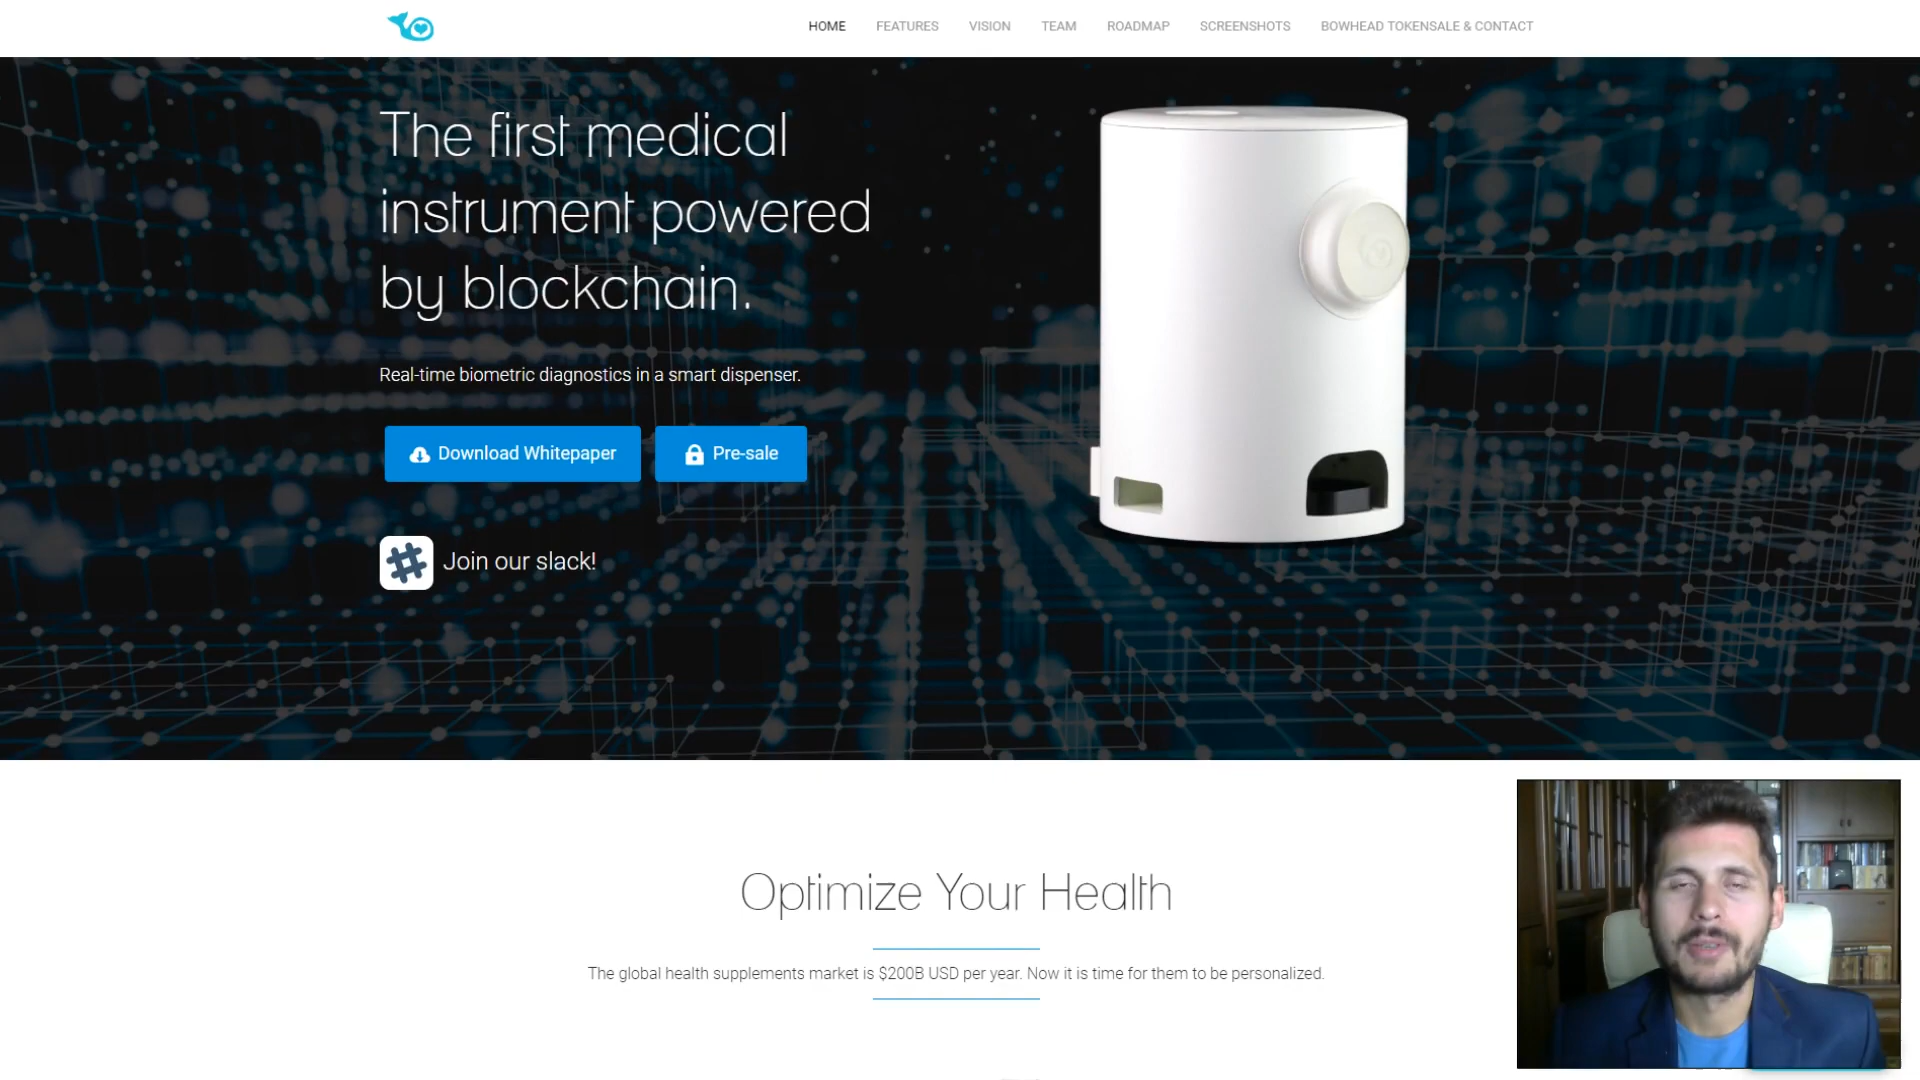 HOME FEATURES VISION TEAM ROADMAP SCREENSHOTS BOWHEAD TOKENSALE & CONTACT
The first medical
instrument powered
by blockchain.
Real-time biometric diagnostics in a smart dispenser.
Download Whitepaper Pre-sale
Join our slack!
Optimize Your Health
The global health supplements market is $200B USD per year. Now it is time for them to be personalized.